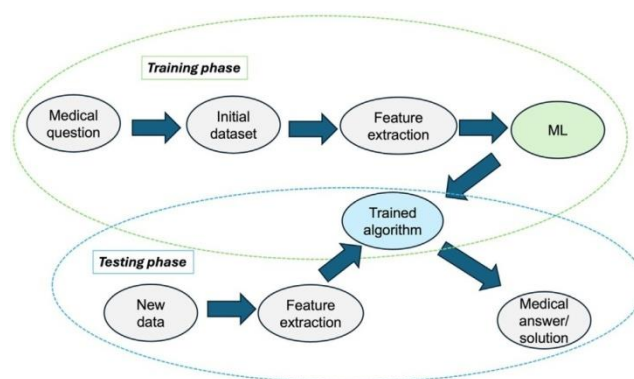 Training phase
Medical
question
Initial
dataset
Feature
extraction
ML
Trained
algorithm
Testing phase
New
data
Feature
extraction
Medical
answer/
solution